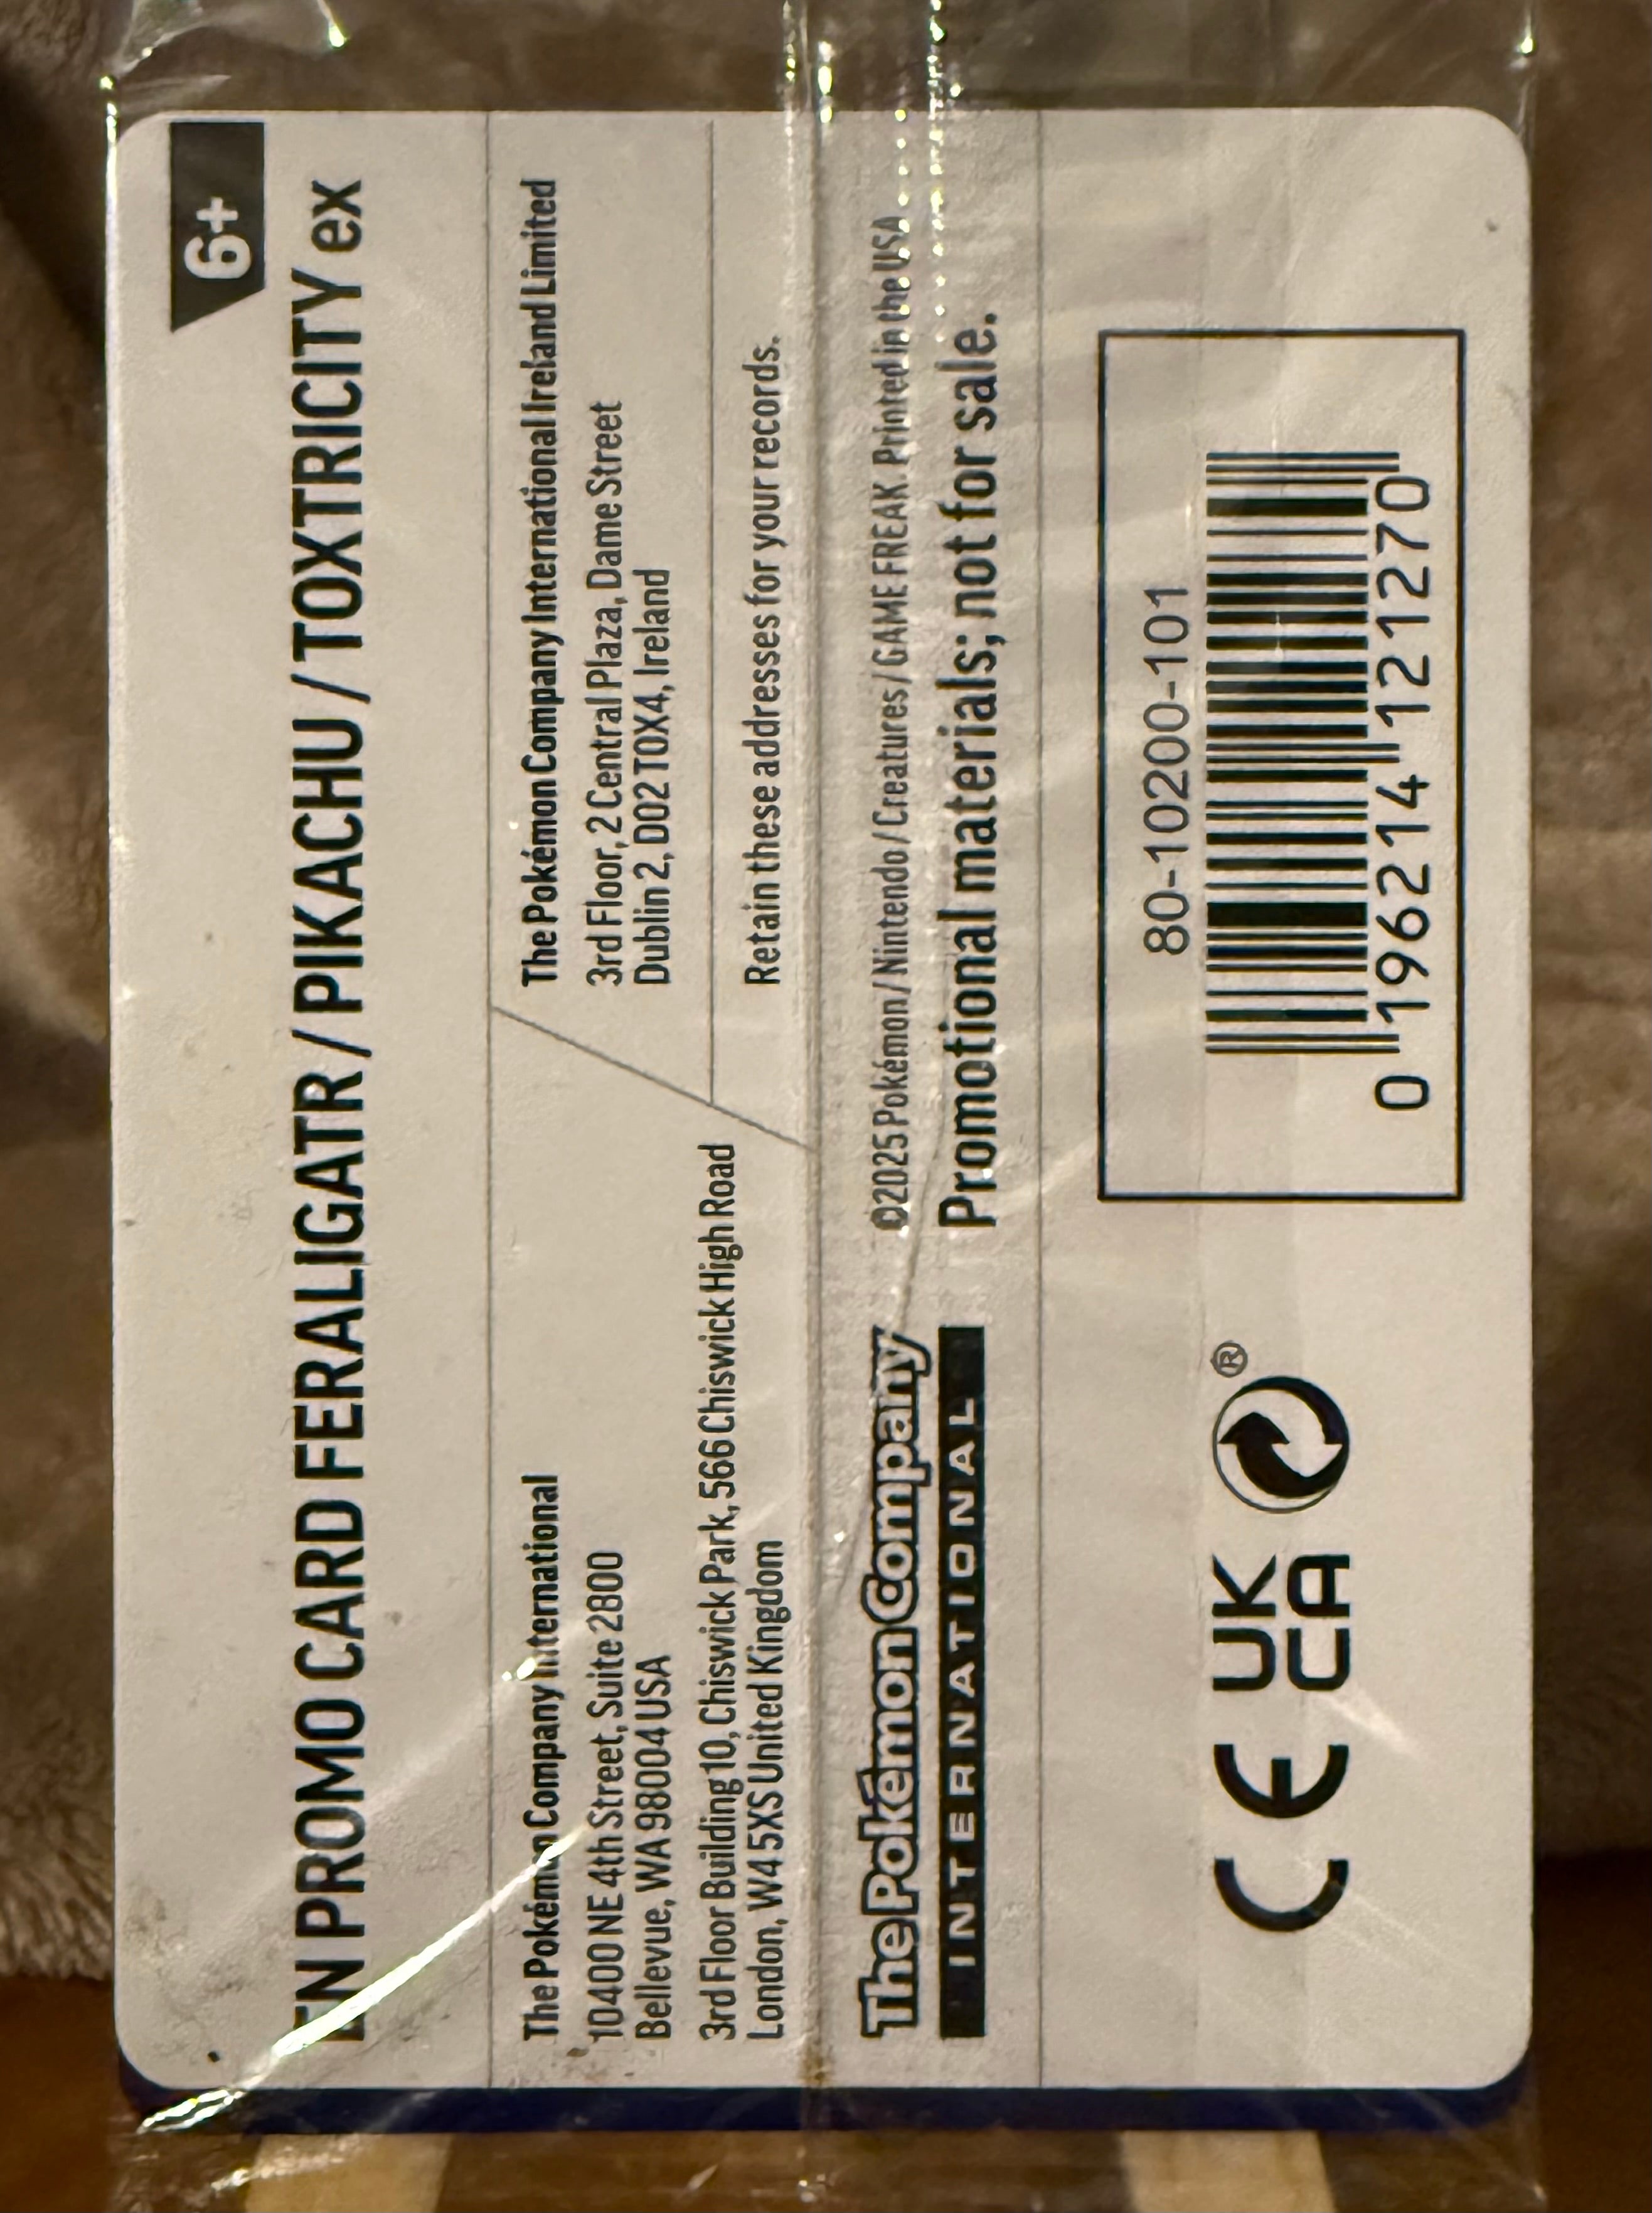 6+
EN PROMO CARD FERALIGATR / PIKACHU / TOXTRICITY ex
The Pokémon Company International
10400 NE 4th Street, Suite 2800
Bellevue, WA 98004 USA
3rd Floor Building 10, Chiswick Park, 566 Chiswick High Road
London, W4 5XS United Kingdom
The Pokémon Company International Ireland Limited
3rd Floor, 2 Central Plaza, Dame Street
Dublin 2, D02 T0X4, Ireland
Retain these addresses for your records.
The Pokémon Company
INTERNATIONAL
©2025 Pokémon / Nintendo / Creatures / GAME FREAK. Printed in the USA
Promotional materials; not for sale.
CE
UK
CA
®
80-10200-101
0 196214 121270